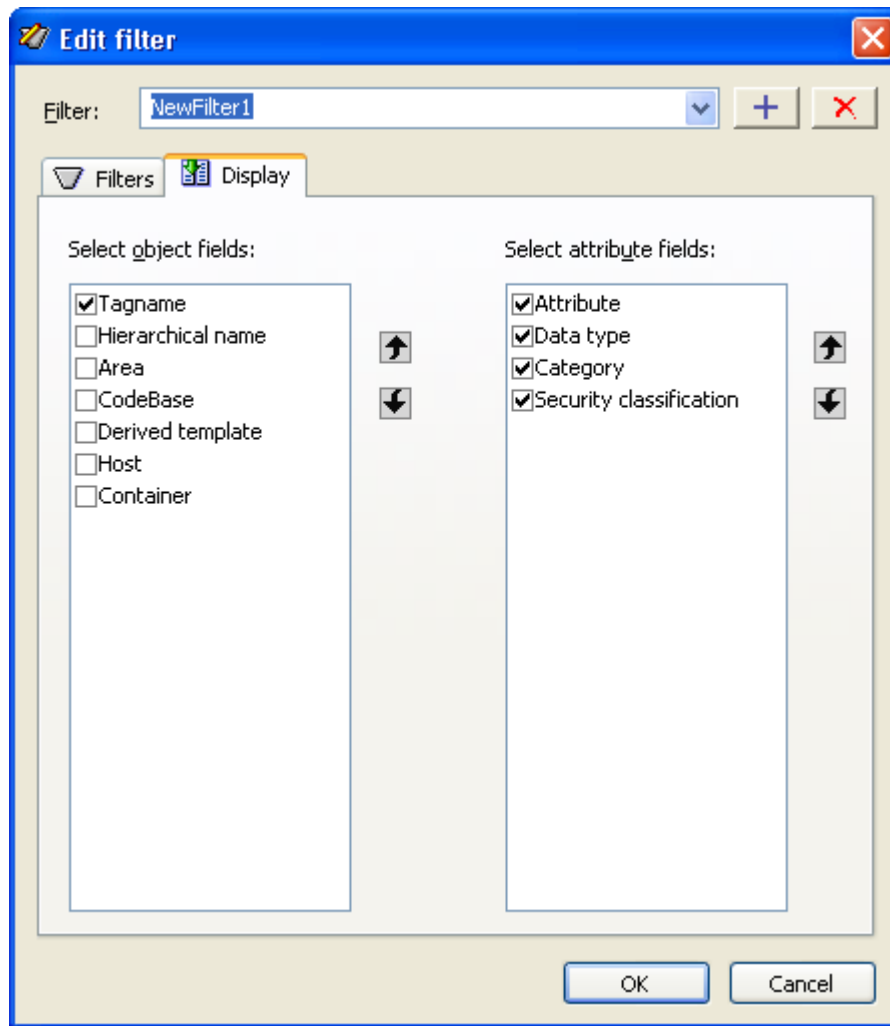 Edit filter
Filter: NewFilter1
Filters Display
Select object fields:
Tagname
Hierarchical name
Area
CodeBase
Derived template
Host
Container
Select attribute fields:
Attribute
Data type
Category
Security classification
OK Cancel